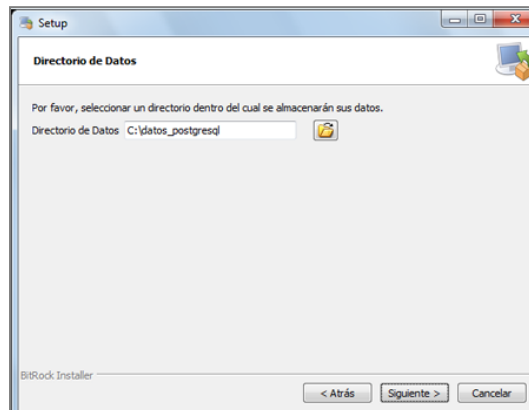 Setup
Directorio de Datos
Por favor, seleccionar un directorio dentro del cual se almacenarán sus datos.
Directorio de Datos C:\datos_postgresql
BitRock Installer
< Atrás Siguiente > Cancelar